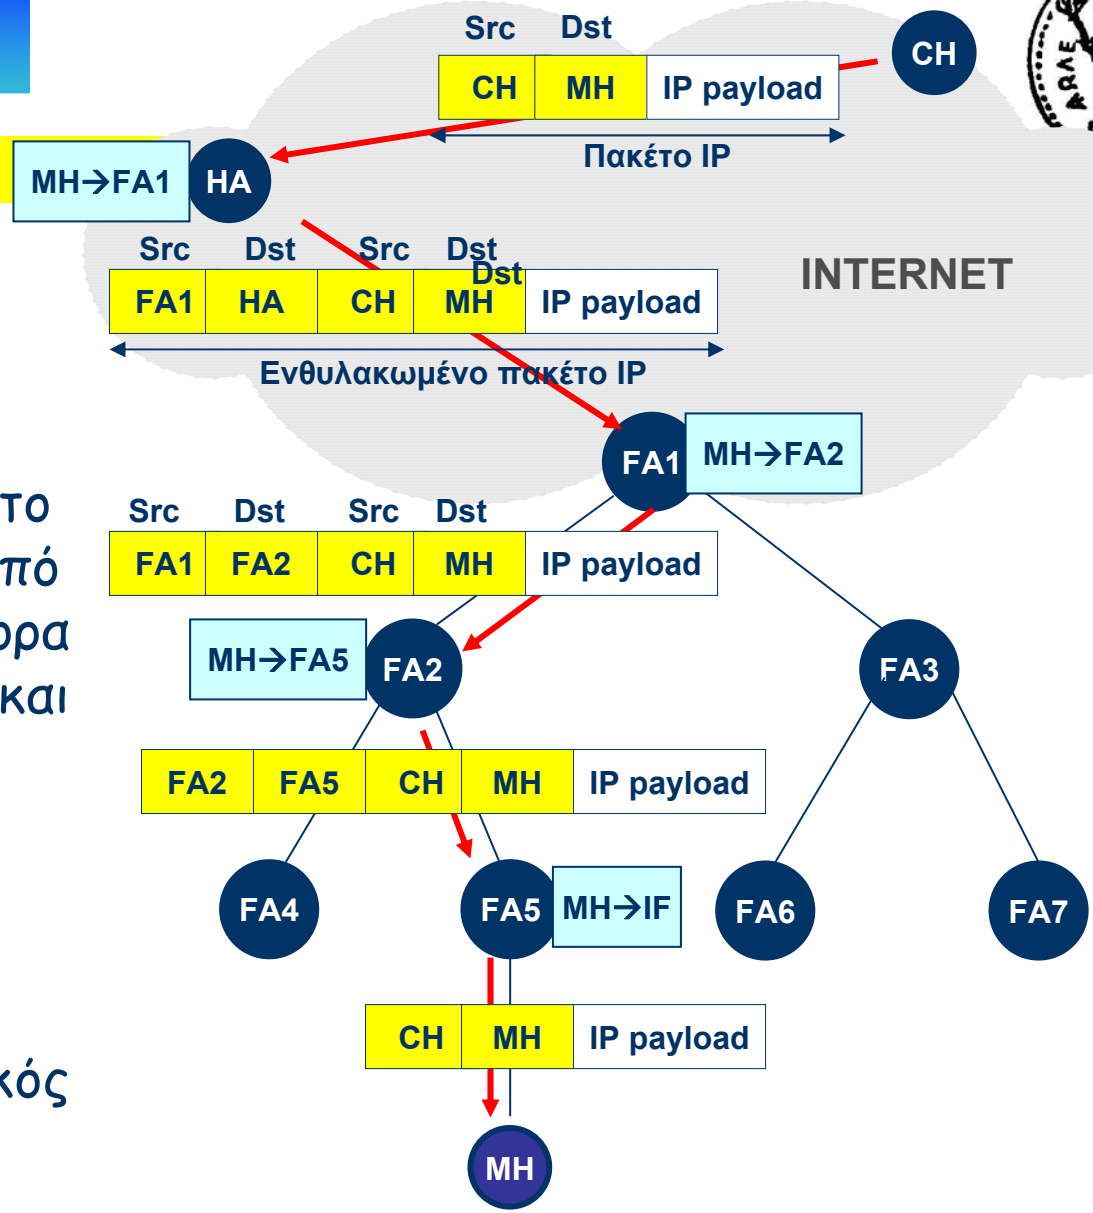 Src Dst
CH
CH MH IP payload
Πακέτο IP
MH→FA1 HA
Src Dst Src Dst
Dst
INTERNET
FA1 HA CH MH IP payload
Ενθυλακωμένο πακέτο IP
FA1 MH→FA2
το
Src Dst Src Dst
πό
FA1 FA2 CH MH IP payload
ρρα
MH→FA5 FA2 FA3
και
FA2 FA5 CH MH IP payload
FA4 FA5 MH→IF FA6 FA7
CH MH IP payload
κός
MH